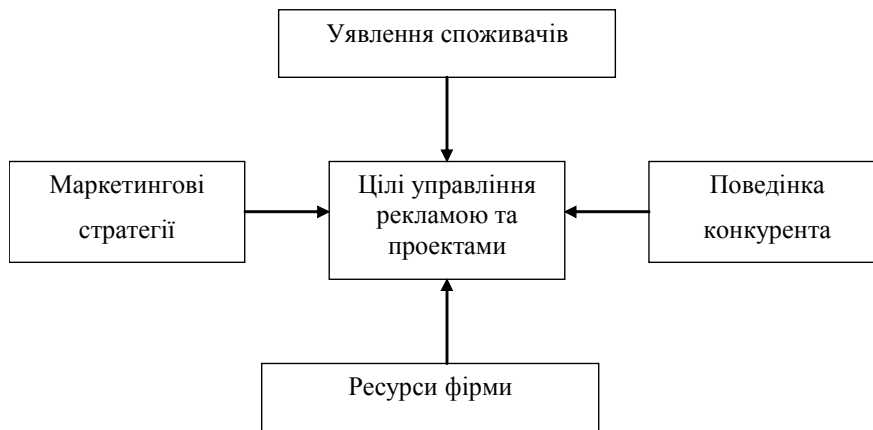 Уявлення споживачів
Маркетингові
стратегії
Цілі управління
рекламою та
проектами
Поведінка
конкурента
Ресурси фірми